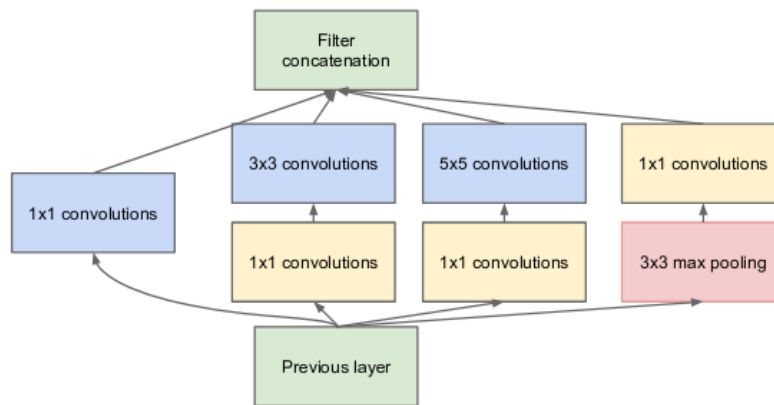 Filter
concatenation
3x3 convolutions
5x5 convolutions
1x1 convolutions
1x1 convolutions
1x1 convolutions
1x1 convolutions
3x3 max pooling
Previous layer